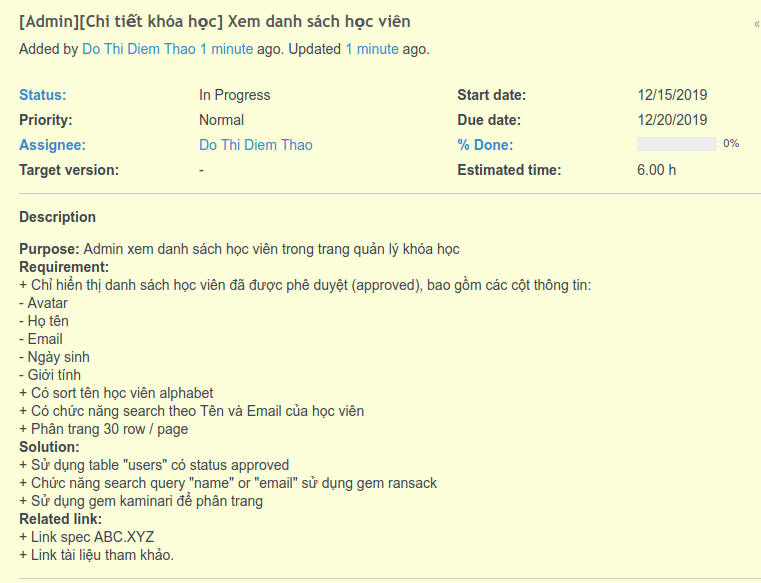 [Admin][Chi tiết khóa học] Xem danh sách học viên
«
Added by Do Thi Diem Thao 1 minute ago. Updated 1 minute ago.
Status: In Progress Start date: 12/15/2019
Priority: Normal Due date: 12/20/2019
Assignee: Do Thi Diem Thao % Done: 0%
Target version: - Estimated time: 6.00 h
Description
Purpose: Admin xem danh sách học viên trong trang quản lý khóa học
Requirement:
+ Chỉ hiển thị danh sách học viên đã được phê duyệt (approved), bao gồm các cột thông tin:
- Avatar
- Họ tên
- Email
- Ngày sinh
- Giới tính
+ Có sort tên học viên alphabet
+ Có chức năng search theo Tên và Email của học viên
+ Phân trang 30 row / page
Solution:
+ Sử dụng table "users" có status approved
+ Chức năng search query "name" or "email" sử dụng gem ransack
+ Sử dụng gem kaminari để phân trang
Related link:
+ Link spec ABC.XYZ
+ Link tài liệu tham khảo.